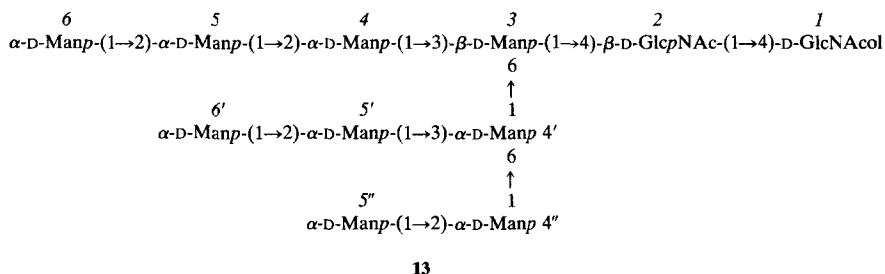 6 5 4 3 2 1
α-D-Manp-(1→2)-α-D-Manp-(1→2)-α-D-Manp-(1→3)-β-D-Manp-(1→4)-β-D-GlcpNAc-(1→4)-D-GlcNAcol
6
↑
6′ 5′ 1
α-D-Manp-(1→2)-α-D-Manp-(1→3)-α-D-Manp 4′
6
↑
5″ 1
α-D-Manp-(1→2)-α-D-Manp 4″
13